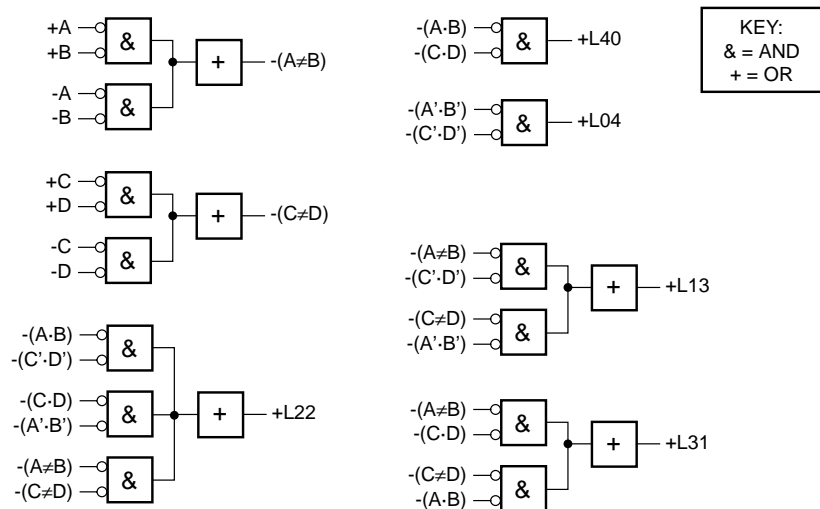 +A
+B
&
-A
-B
&
+
-(A≠B)
+C
+D
&
-C
-D
&
+
-(C≠D)
-(A·B)
-(C'·D')
&
-(C·D)
-(A'·B')
&
-(A≠B)
-(C≠D)
&
+
+L22
-(A·B)
-(C·D)
&
+L40
-(A'·B')
-(C'·D')
&
+L04
-(A≠B)
-(C'·D')
&
-(C≠D)
-(A'·B')
&
+
+L13
-(A≠B)
-(C·D)
&
-(C≠D)
-(A·B)
&
+
+L31
KEY:
& = AND
+ = OR